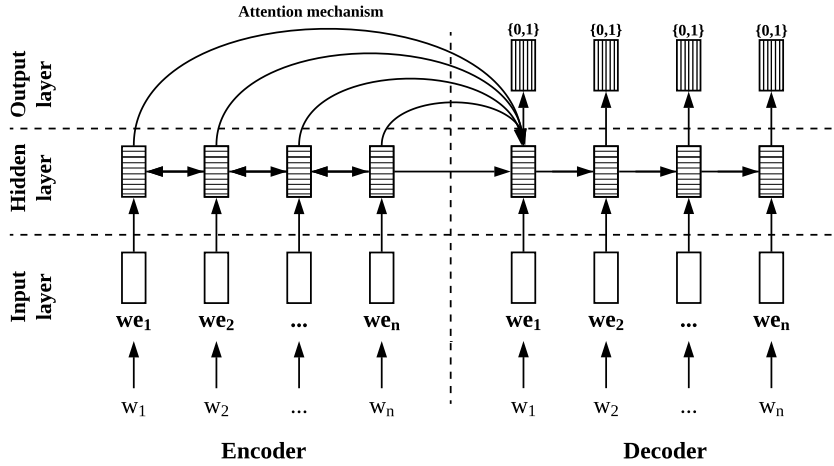 Attention mechanism
{0,1} {0,1} {0,1} {0,1}
Output
layer
Hidden
layer
Input
layer
we1 we2 ... wen we1 we2 ... wen
w1 w2 ... wn w1 w2 ... wn
Encoder Decoder